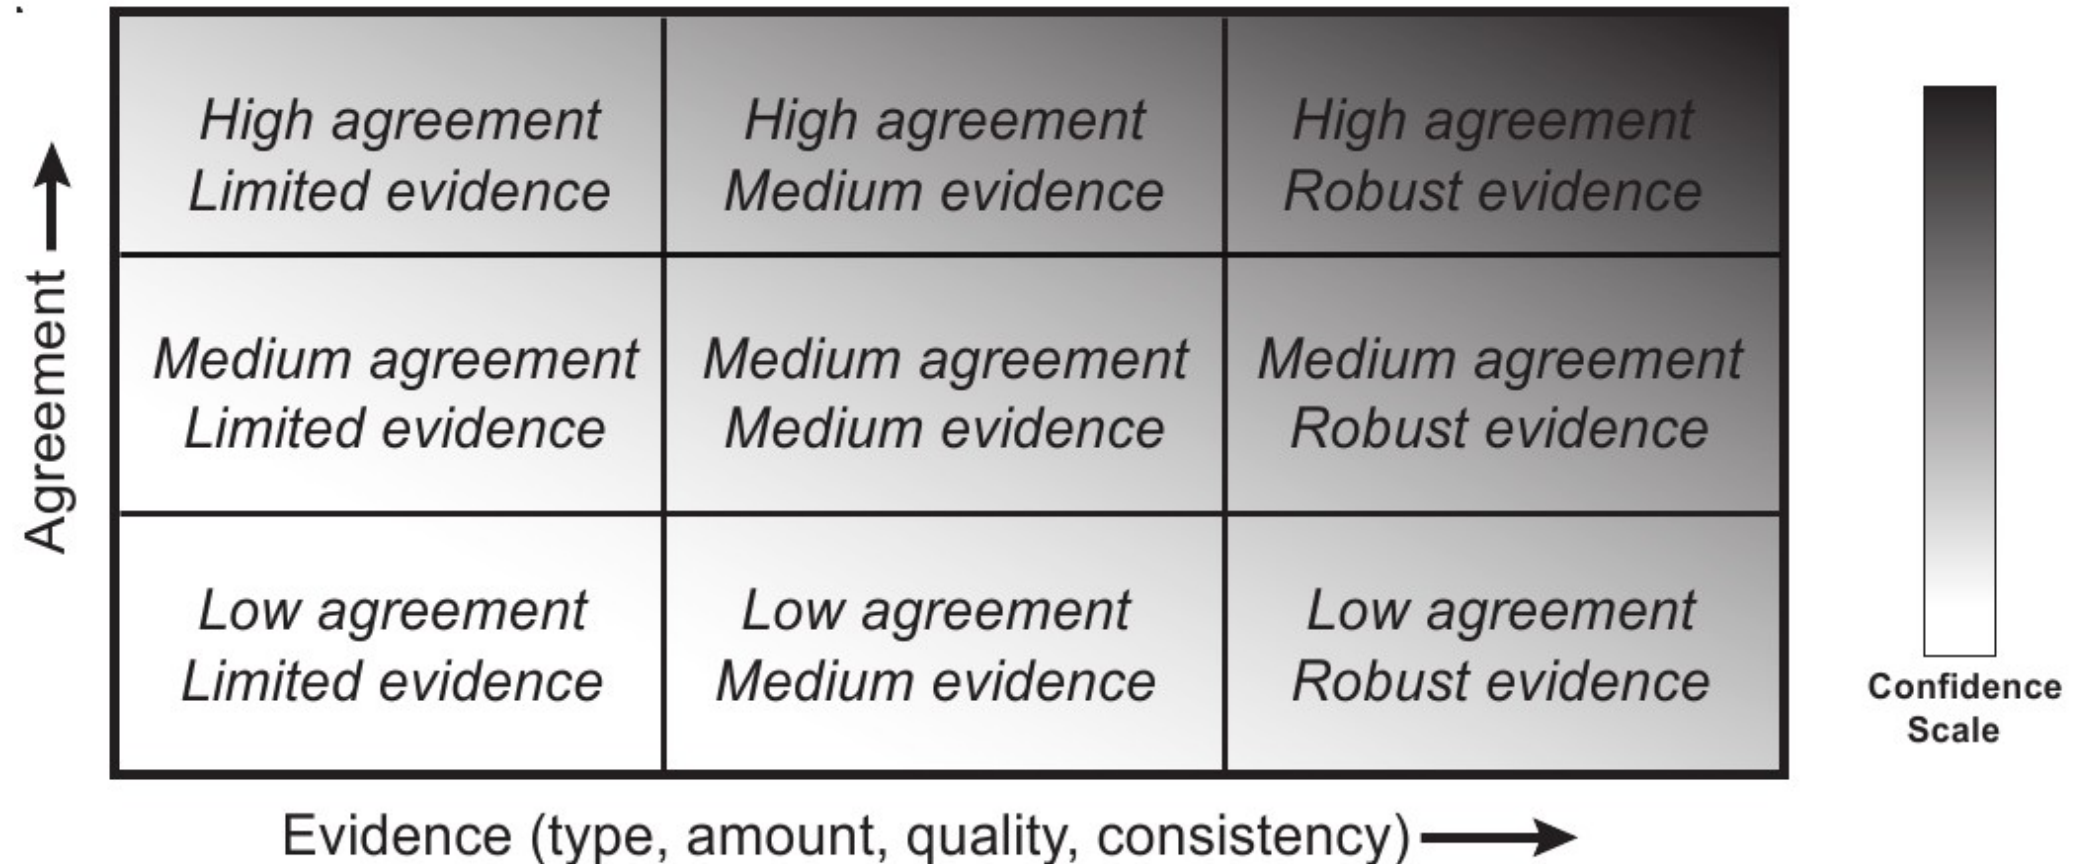 High agreement
Limited evidence
High agreement
Medium evidence
High agreement
Robust evidence
Medium agreement
Limited evidence
Medium agreement
Medium evidence
Medium agreement
Robust evidence
Low agreement
Limited evidence
Low agreement
Medium evidence
Low agreement
Robust evidence
Agreement
Evidence (type, amount, quality, consistency)
Confidence
Scale